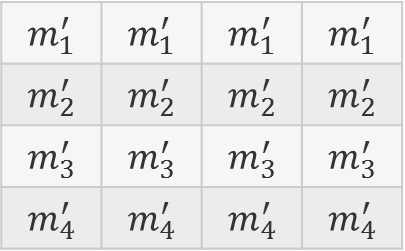 m′₁ m′₁ m′₁ m′₁
m′₂ m′₂ m′₂ m′₂
m′₃ m′₃ m′₃ m′₃
m′₄ m′₄ m′₄ m′₄